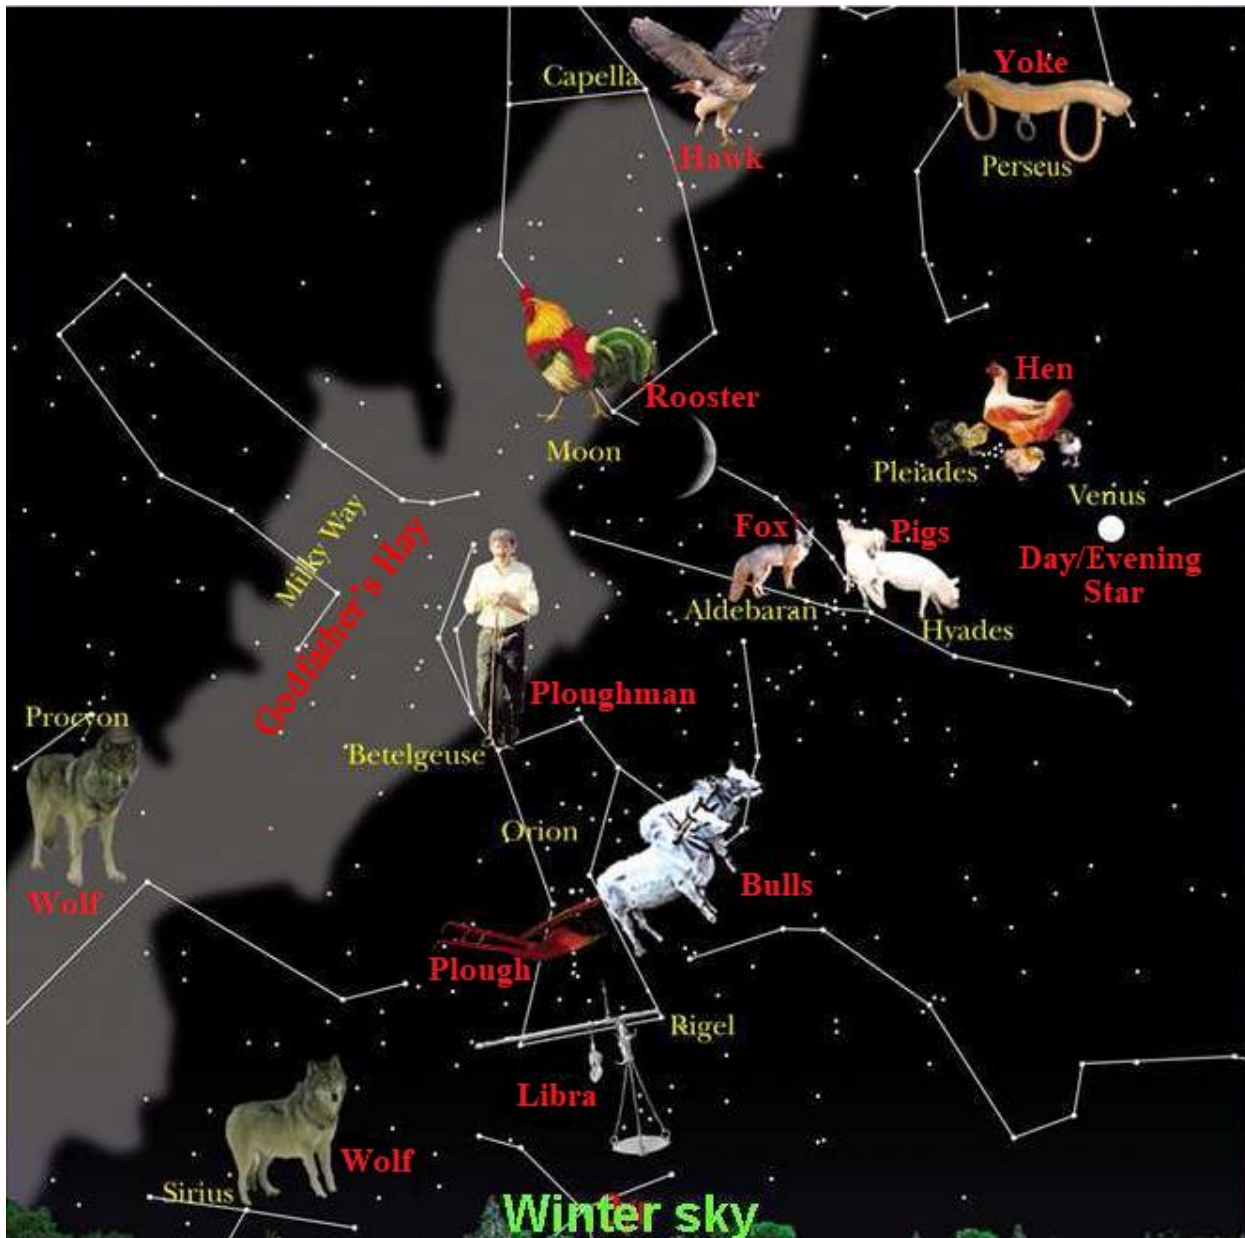 Yoke
Capella
Hawk
Perseus
Hen
Rooster
Moon
Pleiades
Venus
Fox
Pigs
Day/Evening
Star
Milky Way
Godfather's Hay
Aldebaran
Hyades
Ploughman
Procyon
Betelgeuse
Orion
Bulls
Wolf
Plough
Rigel
Libra
Wolf
Sirius
Winter sky